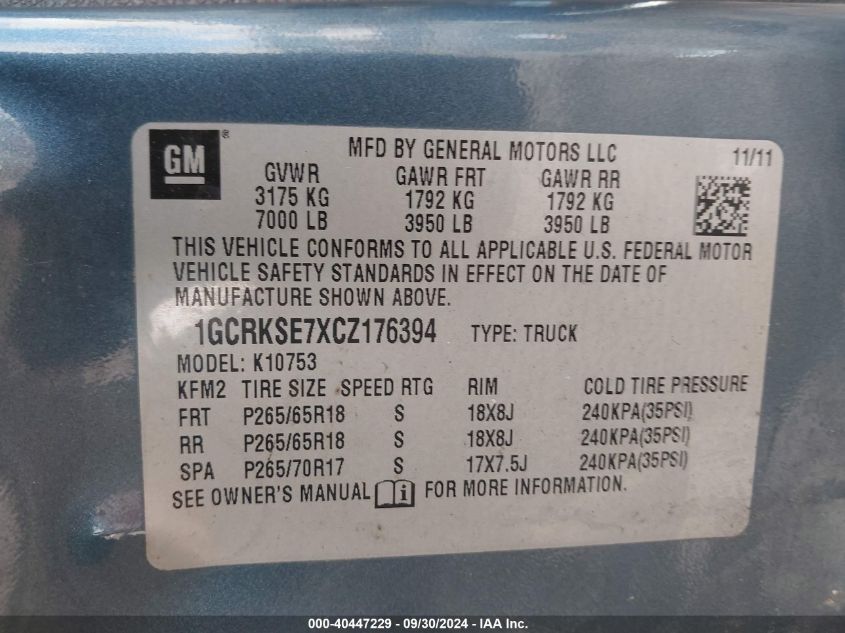 GM ®
MFD BY GENERAL MOTORS LLC 11/11
GVWR GAWR FRT GAWR RR
3175 KG 1792 KG 1792 KG
7000 LB 3950 LB 3950 LB
THIS VEHICLE CONFORMS TO ALL APPLICABLE U.S. FEDERAL MOTOR
VEHICLE SAFETY STANDARDS IN EFFECT ON THE DATE OF
MANUFACTURE SHOWN ABOVE.
1GCRKSE7XCZ176394 TYPE: TRUCK
MODEL: K10753
KFM2 TIRE SIZE SPEED RTG RIM COLD TIRE PRESSURE
FRT P265/65R18 S 18X8J 240KPA(35PSI)
RR P265/65R18 S 18X8J 240KPA(35PSI)
SPA P265/70R17 S 17X7.5J 240KPA(35PSI)
SEE OWNER'S MANUAL i FOR MORE INFORMATION.
000-40447229 - 09/30/2024 - IAA Inc.